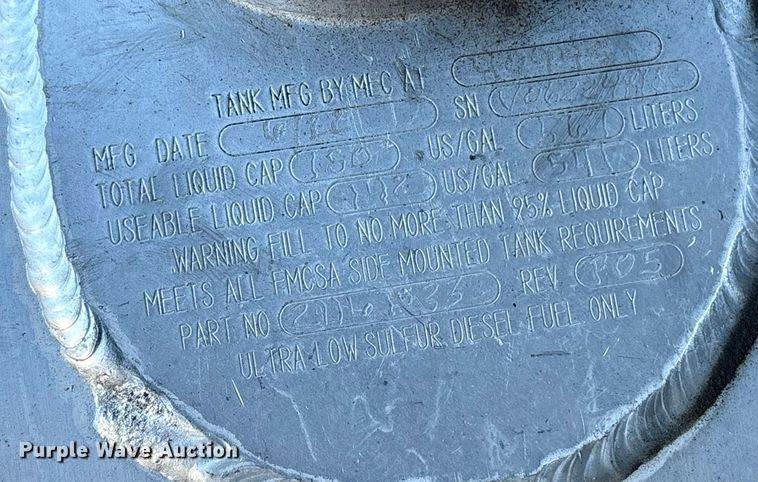 TANK MFG BY MFC AT
MFG DATE SN
TOTAL LIQUID CAP 150 US/GAL LITERS
USEABLE LIQUID CAP US/GAL LITERS
WARNING FILL TO NO MORE THAN 95% LIQUID CAP
MEETS ALL FMCSA SIDE MOUNTED TANK REQUIREMENTS
PART NO REV P05
ULTRA-LOW SULFUR DIESEL FUEL ONLY
Purple Wave Auction